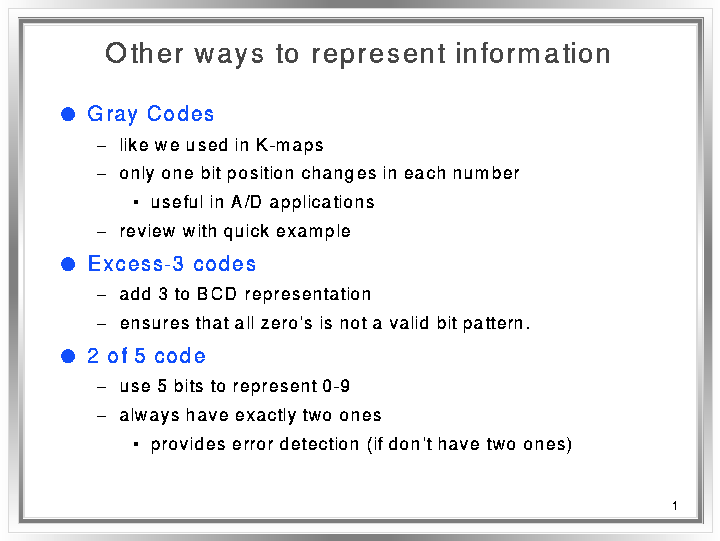 Other ways to represent information
● Gray Codes
– like we used in K-maps
– only one bit position changes in each number
▪ useful in A/D applications
– review with quick example
● Excess-3 codes
– add 3 to BCD representation
– ensures that all zero's is not a valid bit pattern.
● 2 of 5 code
– use 5 bits to represent 0-9
– always have exactly two ones
▪ provides error detection (if don't have two ones)
1